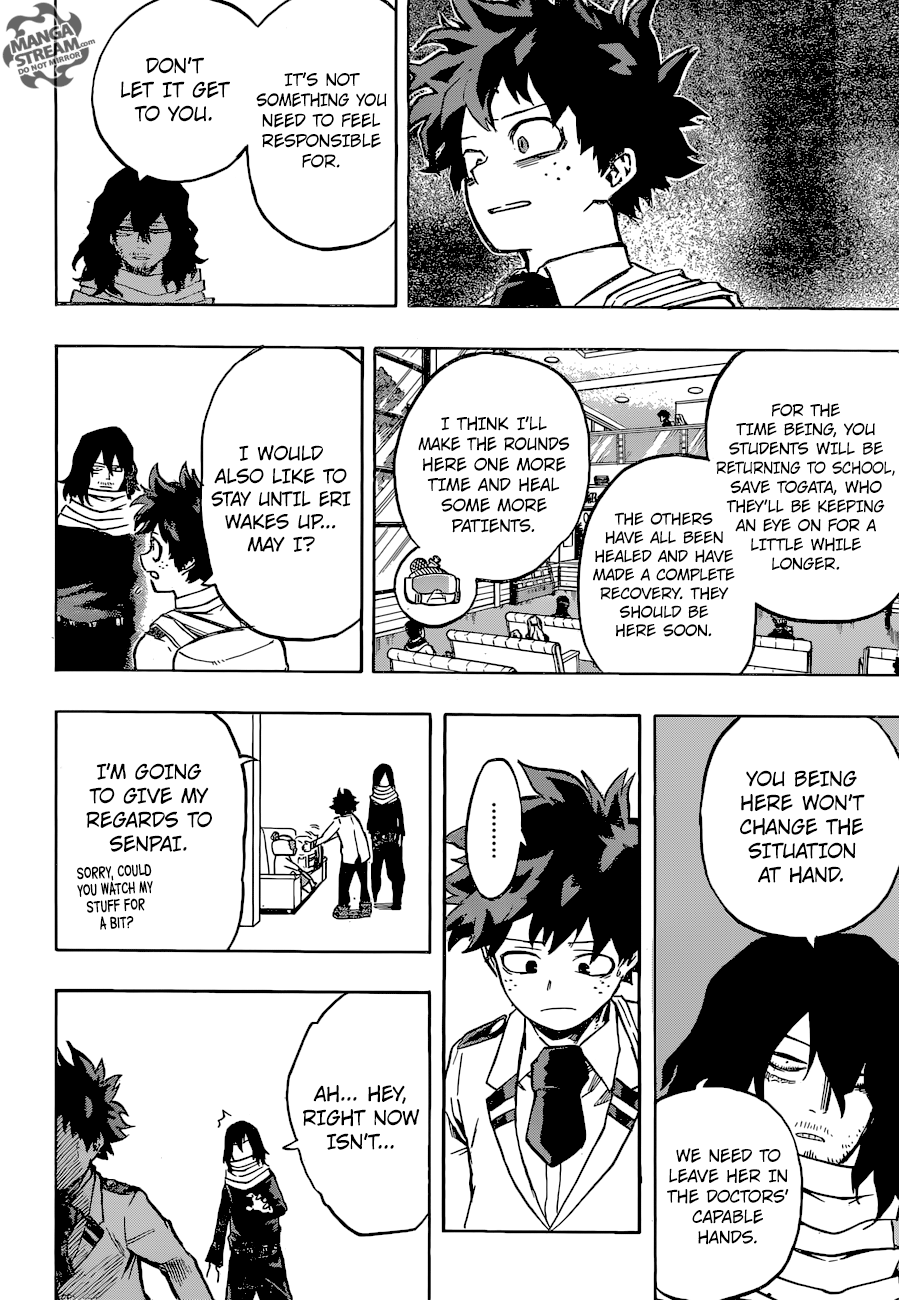 MANGA
STREAM.com
DO NOT MIRROR
IT'S NOT
SOMETHING YOU
NEED TO FEEL
RESPONSIBLE
FOR.
DON'T
LET IT GET
TO YOU.
FOR THE
TIME BEING, YOU
STUDENTS WILL BE
RETURNING TO SCHOOL,
SAVE TOGATA, WHO
THEY'LL BE KEEPING
AN EYE ON FOR A
LITTLE WHILE
LONGER.
THE OTHERS
HAVE ALL BEEN
HEALED AND HAVE
MADE A COMPLETE
RECOVERY. THEY
SHOULD BE
HERE SOON.
I THINK I'LL
MAKE THE ROUNDS
HERE ONE MORE
TIME AND HEAL
SOME MORE
PATIENTS.
I WOULD
ALSO LIKE TO
STAY UNTIL ERI
WAKES UP...
MAY I?
YOU BEING
HERE WON'T
CHANGE THE
SITUATION
AT HAND.
WE NEED TO
LEAVE HER IN
THE DOCTORS'
CAPABLE
HANDS.
.........
I'M GOING
TO GIVE MY
REGARDS TO
SENPAI.
SORRY, COULD
YOU WATCH MY
STUFF FOR
A BIT?
AH... HEY,
RIGHT NOW
ISN'T...